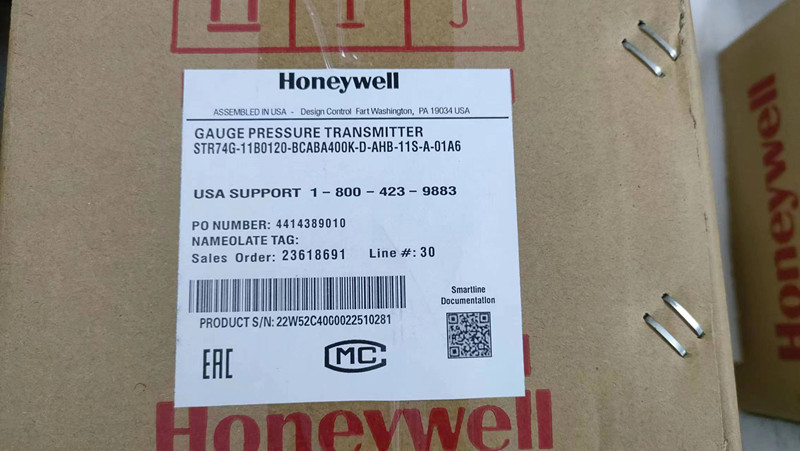 Honeywell
ASSEMBLED IN USA - Design Control Fart Washington, PA 19034 USA
GAUGE PRESSURE TRANSMITTER
STR74G-11B0120-BCABA400K-D-AHB-11S-A-01A6
USA SUPPORT 1-800-423-9883
PO NUMBER: 4414389010
NAMEOLATE TAG:
Sales Order: 23618691 Line #: 30
Smartline
Documentation
PRODUCT S/N: 22W52C40G0022510281
EAC
MC
Honeywell
Honeywell